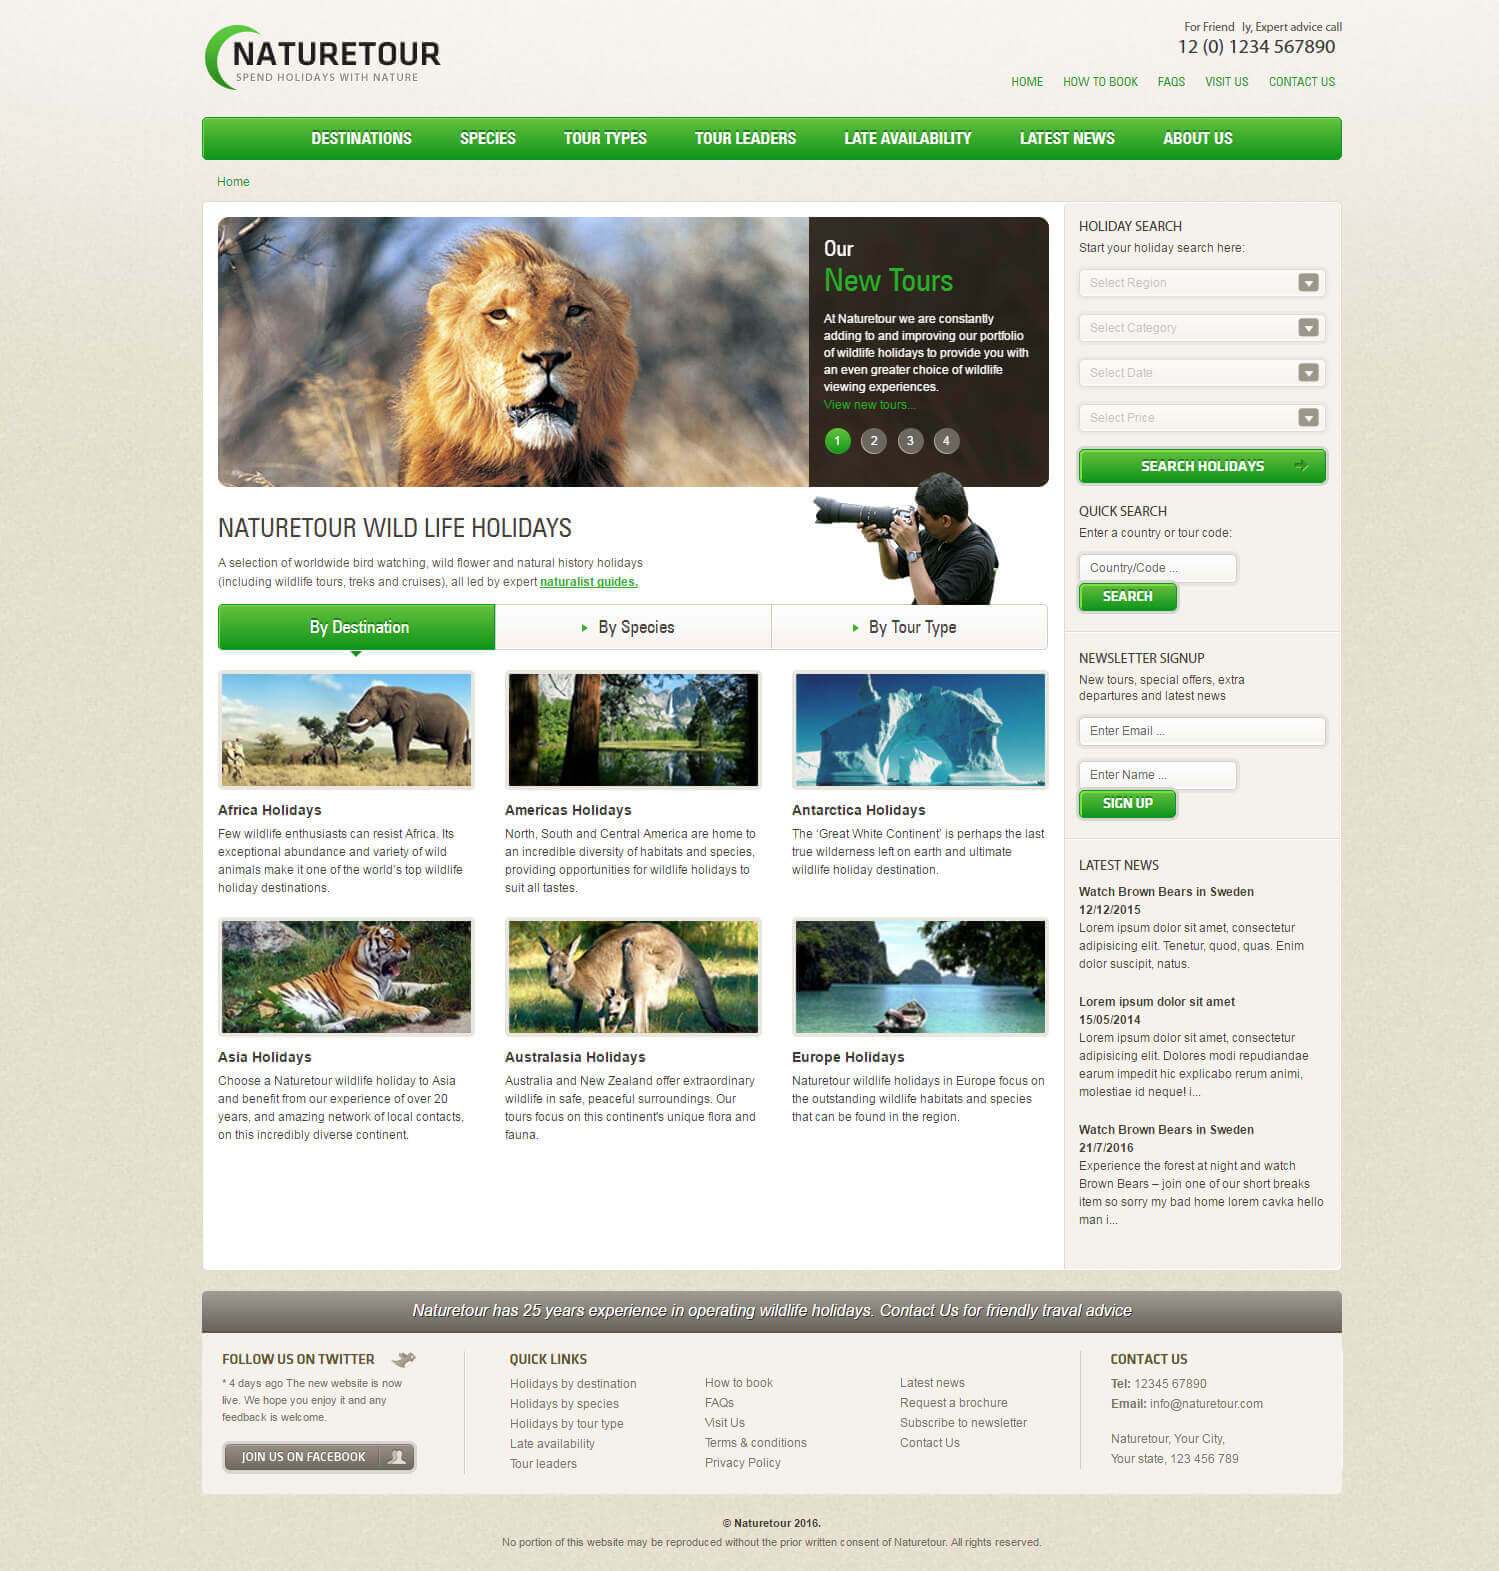 NATURETOUR
SPEND HOLIDAYS WITH NATURE
For Friend ly, Expert advice call
12 (0) 1234 567890
HOME HOW TO BOOK FAQS VISIT US CONTACT US
DESTINATIONS SPECIES TOUR TYPES TOUR LEADERS LATE AVAILABILITY LATEST NEWS ABOUT US
Home
Our
New Tours
At Naturetour we are constantly
adding to and improving our portfolio
of wildlife holidays to provide you with
an even greater choice of wildlife
viewing experiences.
View new tours...
1 2 3 4
NATURETOUR WILD LIFE HOLIDAYS
A selection of worldwide bird watching, wild flower and natural history holidays
(including wildlife tours, treks and cruises), all led by expert naturalist guides.
By Destination By Species By Tour Type
Africa Holidays
Few wildlife enthusiasts can resist Africa. Its
exceptional abundance and variety of wild
animals make it one of the world's top wildlife
holiday destinations.
Americas Holidays
North, South and Central America are home to
an incredible diversity of habitats and species,
providing opportunities for wildlife holidays to
suit all tastes.
Antarctica Holidays
The ‘Great White Continent’ is perhaps the last
true wilderness left on earth and ultimate
wildlife holiday destination.
Asia Holidays
Choose a Naturetour wildlife holiday to Asia
and benefit from our experience of over 20
years, and amazing network of local contacts,
on this incredibly diverse continent.
Australasia Holidays
Australia and New Zealand offer extraordinary
wildlife in safe, peaceful surroundings. Our
tours focus on this continent's unique flora and
fauna.
Europe Holidays
Naturetour wildlife holidays in Europe focus on
the outstanding wildlife habitats and species
that can be found in the region.
HOLIDAY SEARCH
Start your holiday search here:
Select Region
Select Category
Select Date
Select Price
SEARCH HOLIDAYS
QUICK SEARCH
Enter a country or tour code:
Country/Code ...
SEARCH
NEWSLETTER SIGNUP
New tours, special offers, extra
departures and latest news
Enter Email ...
Enter Name ...
SIGN UP
LATEST NEWS
Watch Brown Bears in Sweden
12/12/2015
Lorem ipsum dolor sit amet, consectetur
adipisicing elit. Tenetur, quod, quas. Enim
dolor suscipit, natus.
Lorem ipsum dolor sit amet
15/05/2014
Lorem ipsum dolor sit amet, consectetur
adipisicing elit. Dolores modi repudiandae
earum impedit hic explicabo rerum animi,
molestiae id neque! i...
Watch Brown Bears in Sweden
21/7/2016
Experience the forest at night and watch
Brown Bears – join one of our short breaks
item so sorry my bad home lorem cavka hello
man i...
Naturetour has 25 years experience in operating wildlife holidays. Contact Us for friendly traval advice
FOLLOW US ON TWITTER
* 4 days ago The new website is now
live. We hope you enjoy it and any
feedback is welcome.
JOIN US ON FACEBOOK
QUICK LINKS
Holidays by destination
Holidays by species
Holidays by tour type
Late availability
Tour leaders
How to book
FAQs
Visit Us
Terms & conditions
Privacy Policy
Latest news
Request a brochure
Subscribe to newsletter
Contact Us
CONTACT US
Tel: 12345 67890
Email: info@naturetour.com
Naturetour, Your City,
Your state, 123 456 789
© Naturetour 2016.
No portion of this website may be reproduced without the prior written consent of Naturetour. All rights reserved.